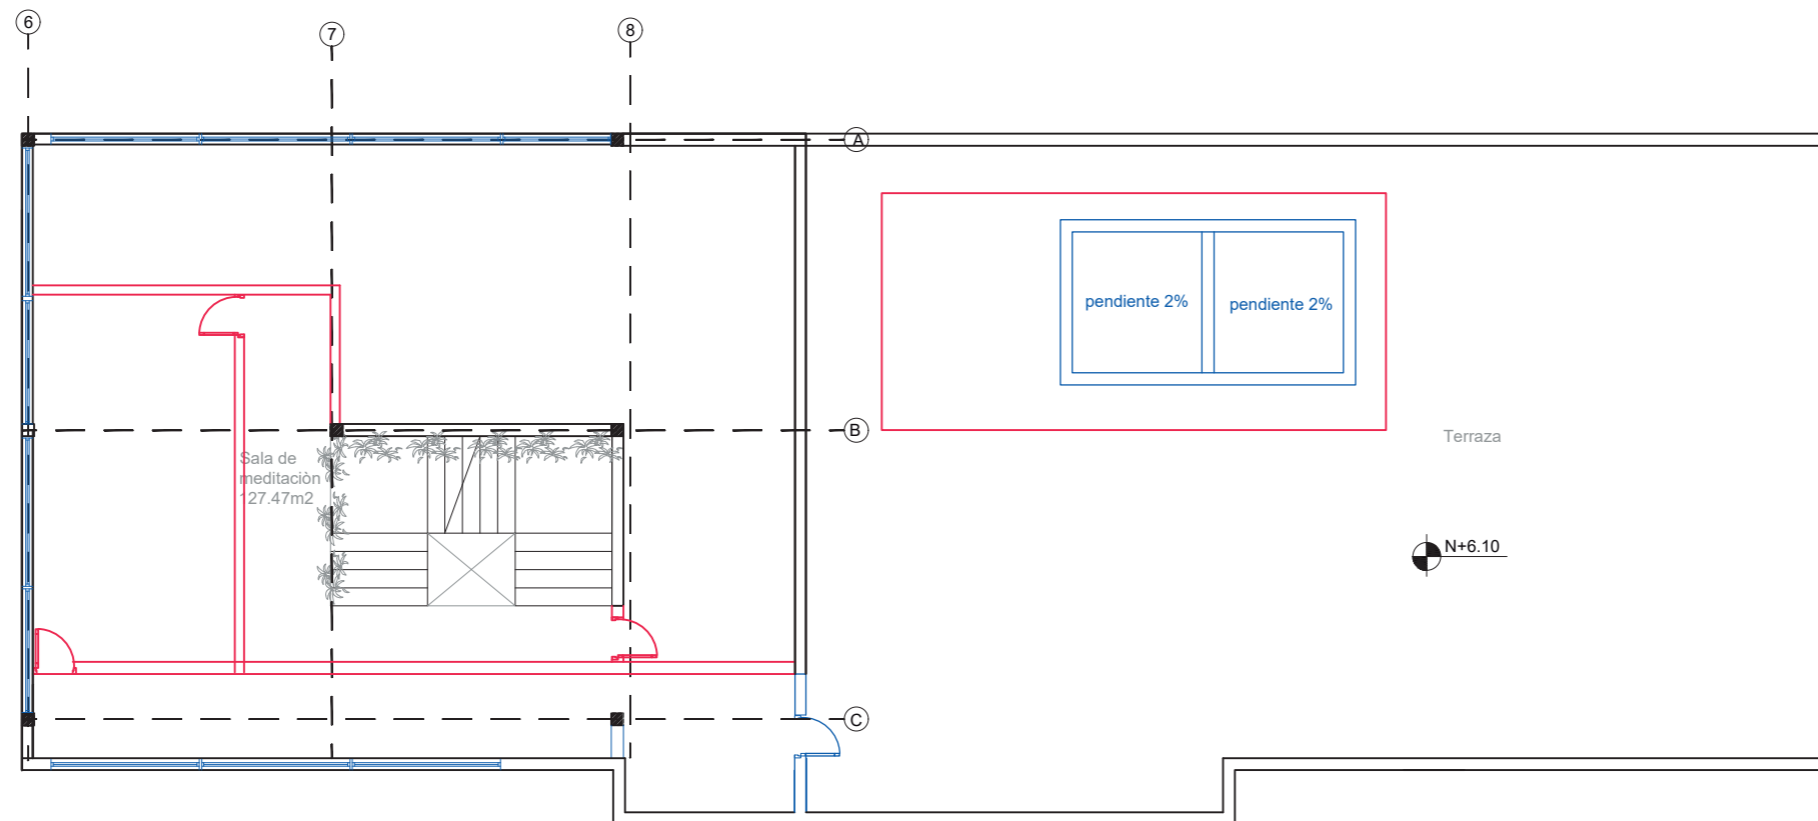 6
7
8
A
pendiente 2%
pendiente 2%
B
Terraza
Sala de
meditaciòn
127.47m2
N+6.10
C